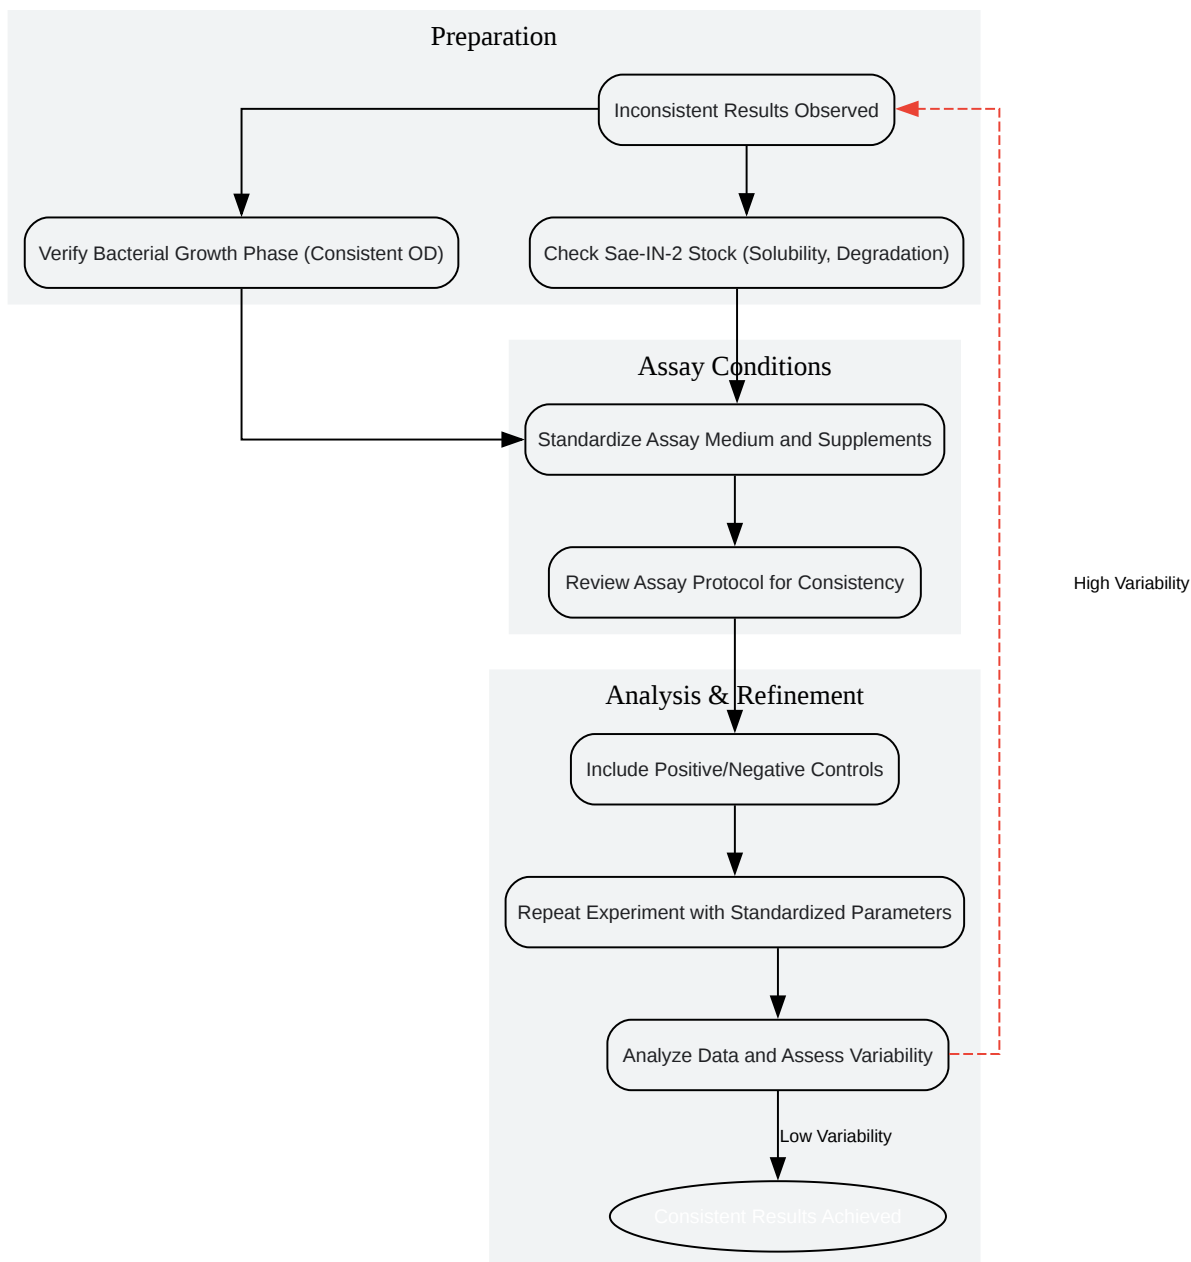 Preparation
Inconsistent Results Observed
Verify Bacterial Growth Phase (Consistent OD)
Check Sae-IN-2 Stock (Solubility, Degradation)
Assay Conditions
Standardize Assay Medium and Supplements
Review Assay Protocol for Consistency
High Variability
Analysis & Refinement
Include Positive/Negative Controls
Repeat Experiment with Standardized Parameters
Analyze Data and Assess Variability
Low Variability
Consistent Results Achieved